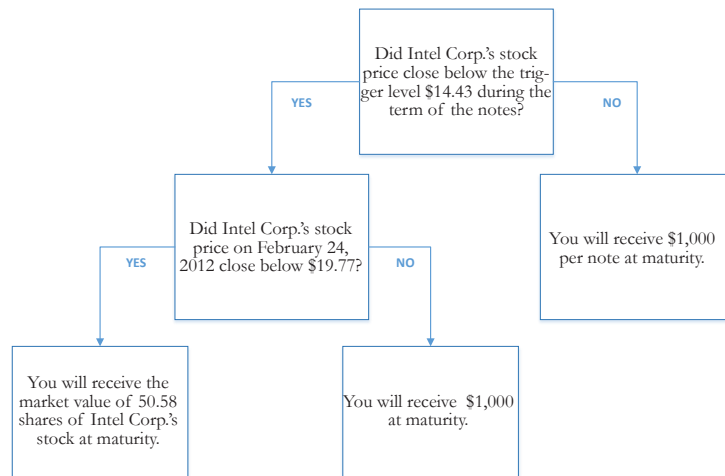 Did Intel Corp.'s stock
price close below the trig-
ger level $14.43 during the
term of the notes?
YES
NO
Did Intel Corp.'s stock
price on February 24,
2012 close below $19.77?
You will receive $1,000
per note at maturity.
YES
NO
You will receive the
market value of 50.58
shares of Intel Corp.'s
stock at maturity.
You will receive $1,000
at maturity.